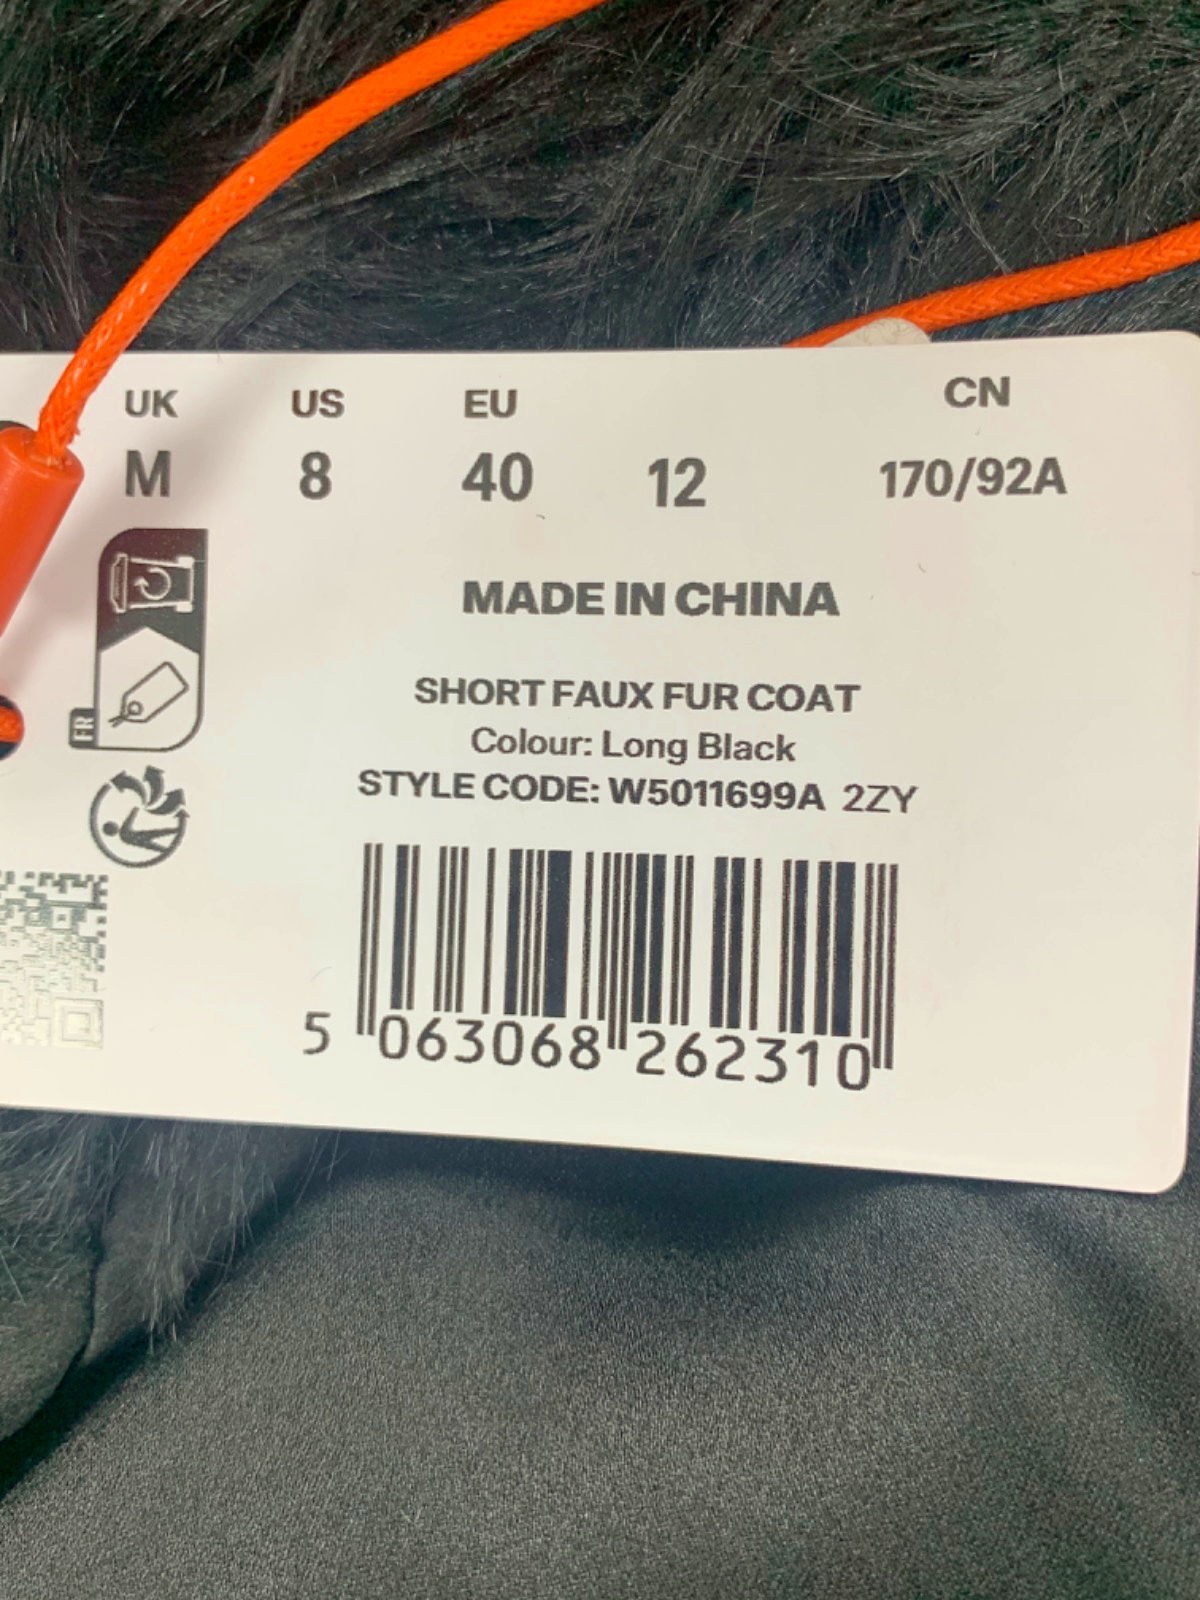 UK US EU CN
M 8 40 12 170/92A
MADE IN CHINA
SHORT FAUX FUR COAT
Colour: Long Black
STYLE CODE: W5011699A 2ZY
FR
5 063068 262310